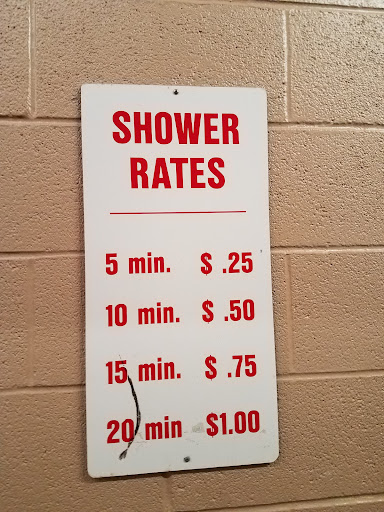 SHOWER
RATES
5 min. $ .25
10 min. $ .50
15 min. $ .75
20 min $1.00